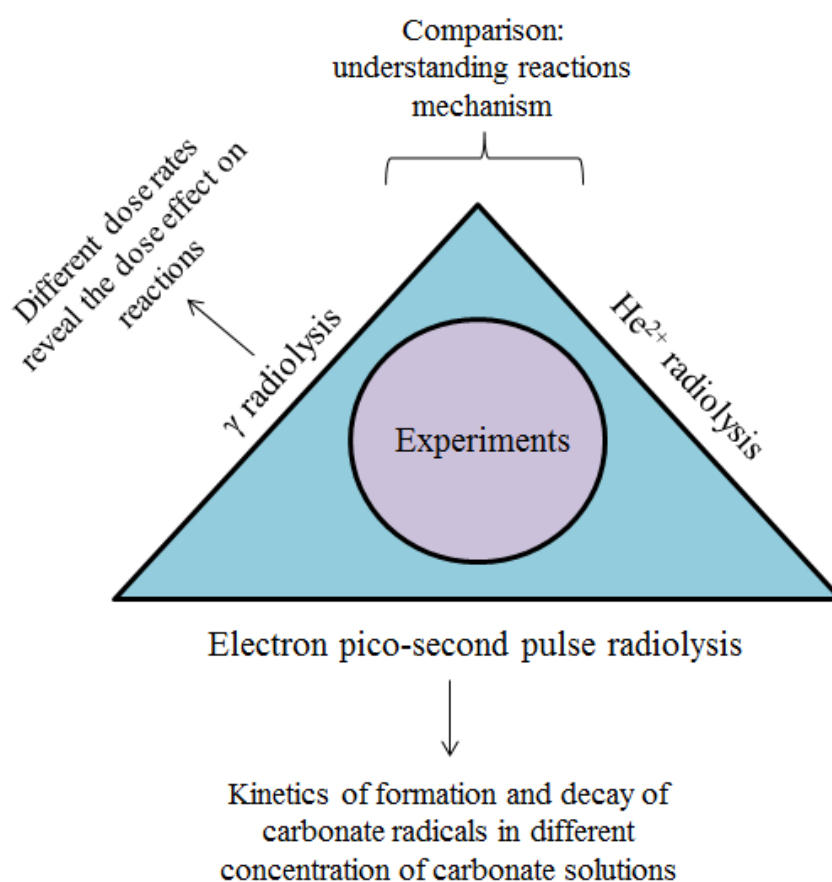 Comparison:
understanding reactions
mechanism
Different dose rates
reveal the dose effect on
reactions
γ radiolysis
He²⁺ radiolysis
Experiments
Electron pico-second pulse radiolysis
Kinetics of formation and decay of
carbonate radicals in different
concentration of carbonate solutions